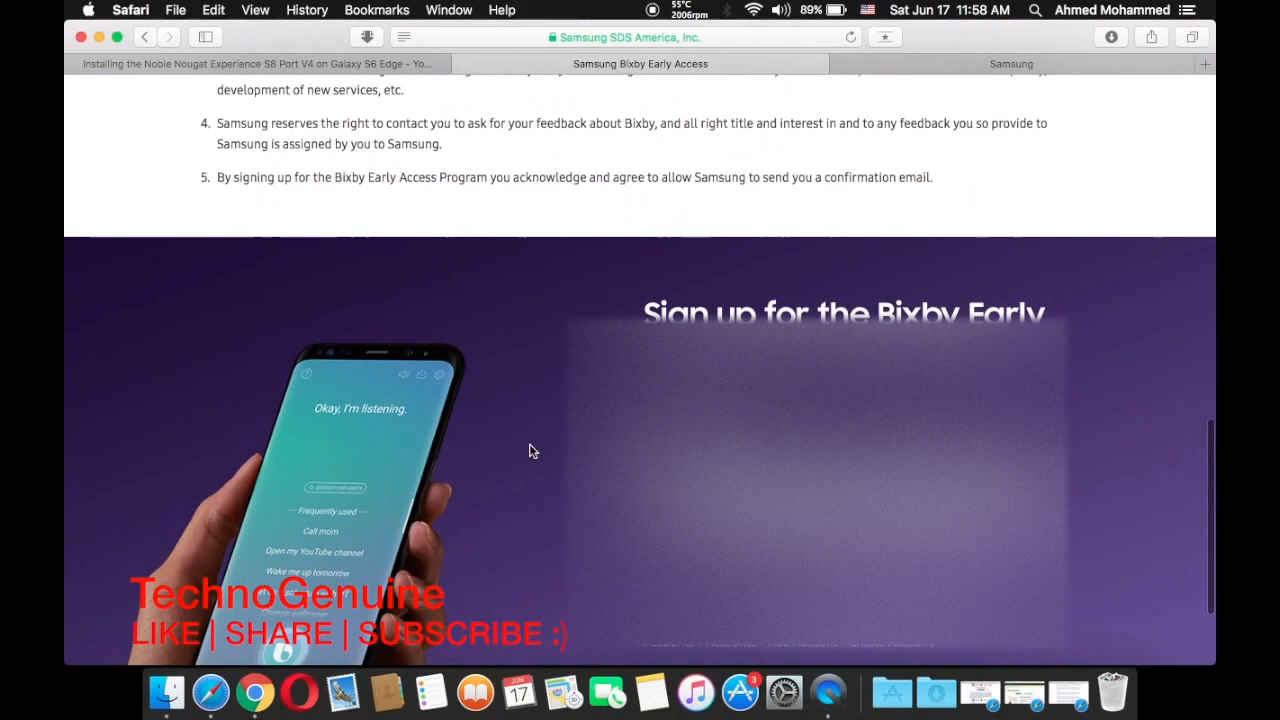 Safari File Edit View History Bookmarks Window Help 55°C 2006rpm 89% Sat Jun 17 11:58 AM Ahmed Mohammed
Samsung SDS America, Inc.
Installing the Noble Nougat Experience S8 Port V4 on Galaxy S6 Edge - Yo... Samsung Bixby Early Access Samsung
development of new services, etc.
4. Samsung reserves the right to contact you to ask for your feedback about Bixby, and all right title and interest in and to any feedback you so provide to
Samsung is assigned by you to Samsung.
5. By signing up for the Bixby Early Access Program you acknowledge and agree to allow Samsung to send you a confirmation email.
Sign up for the Bixby Early
Okay, I'm listening.
Frequently used
Call mom
Open my YouTube channel
Wake me up tomorrow
TechnoGenuine
LIKE | SHARE | SUBSCRIBE :)
JUN
17
3